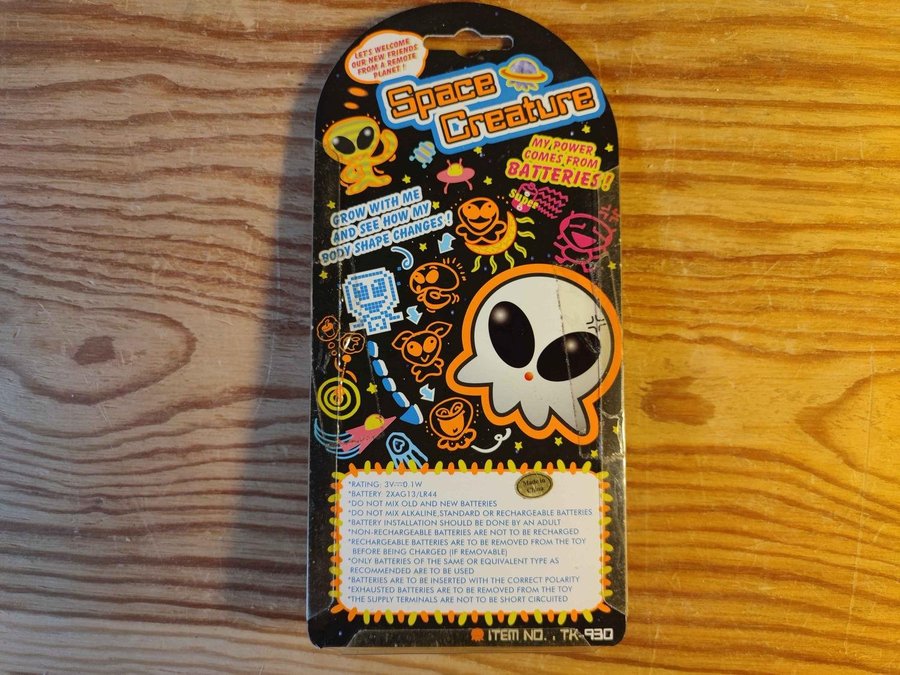 LET'S WELCOME
OUR NEW FRIENDS
FROM A REMOTE
PLANET !
Space
Creature
MY POWER
COMES FROM
BATTERIES !
Super
GROW WITH ME
AND SEE HOW MY
BODY SHAPE CHANGES !
*RATING: 3V⎓0.1W
Made in
China
*BATTERY: 2XAG13/LR44
*DO NOT MIX OLD AND NEW BATTERIES
*DO NOT MIX ALKALINE,STANDARD OR RECHARGEABLE BATTERIES
*BATTERY INSTALLATION SHOULD BE DONE BY AN ADULT
*NON-RECHARGEABLE BATTERIES ARE NOT TO BE RECHARGED
*RECHARGEABLE BATTERIES ARE TO BE REMOVED FROM THE TOY
BEFORE BEING CHARGED (IF REMOVABLE)
*ONLY BATTERIES OF THE SAME OR EQUIVALENT TYPE AS
RECOMMENDED ARE TO BE USED
*BATTERIES ARE TO BE INSERTED WITH THE CORRECT POLARITY
*EXHAUSTED BATTERIES ARE TO BE REMOVED FROM THE TOY
*THE SUPPLY TERMINALS ARE NOT TO BE SHORT CIRCUITED
ITEM NO. : TK-930